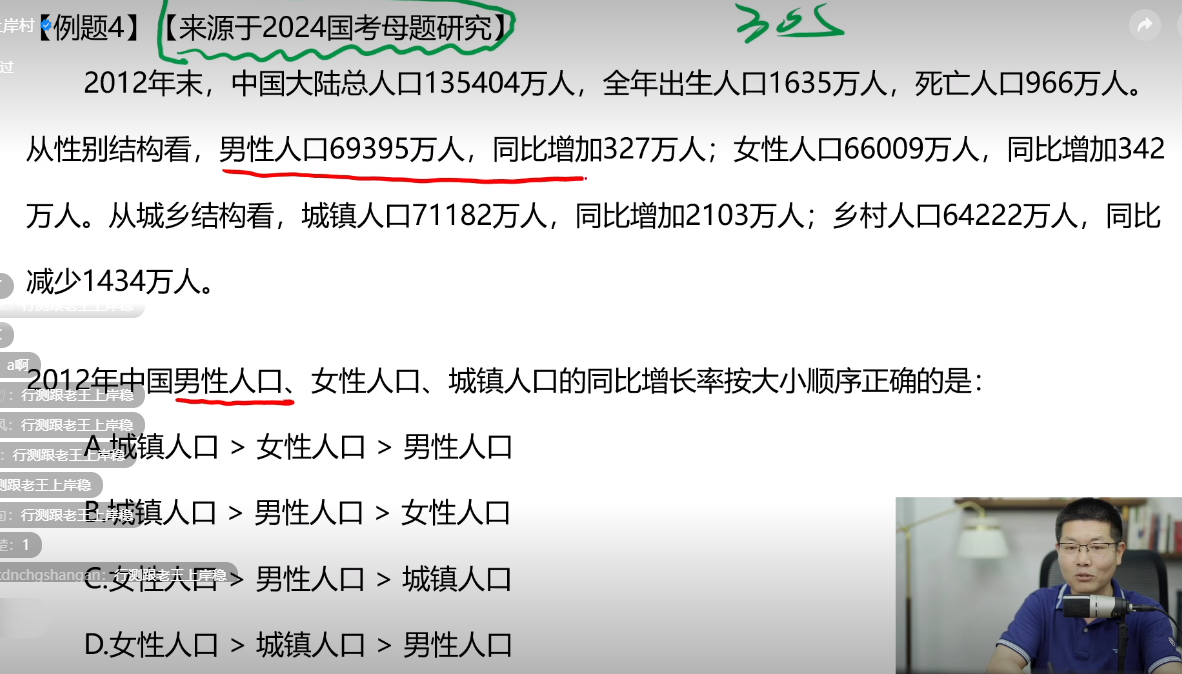 上岸村
【例题4】【来源于2024国考母题研究】
过
2012年末，中国大陆总人口135404万人，全年出生人口1635万人，死亡人口966万人。
从性别结构看，男性人口69395万人，同比增加327万人；女性人口66009万人，同比增加342
万人。从城乡结构看，城镇人口71182万人，同比增加2103万人；乡村人口64222万人，同比
减少1434万人。
行测跟老王上岸稳
a啊
2012年中国男性人口、女性人口、城镇人口的同比增长率按大小顺序正确的是：
：行测跟老王上岸稳
风：行测跟老王上岸稳
A.城镇人口 > 女性人口 > 男性人口
：行测跟老王上岸稳
测跟老王上岸稳
B.城镇人口 > 男性人口 > 女性人口
：行测跟老王上岸稳
：1
C.女性人口 > 男性人口 > 城镇人口
dnchgshangan：行测跟老王上岸稳
D.女性人口 > 城镇人口 > 男性人口